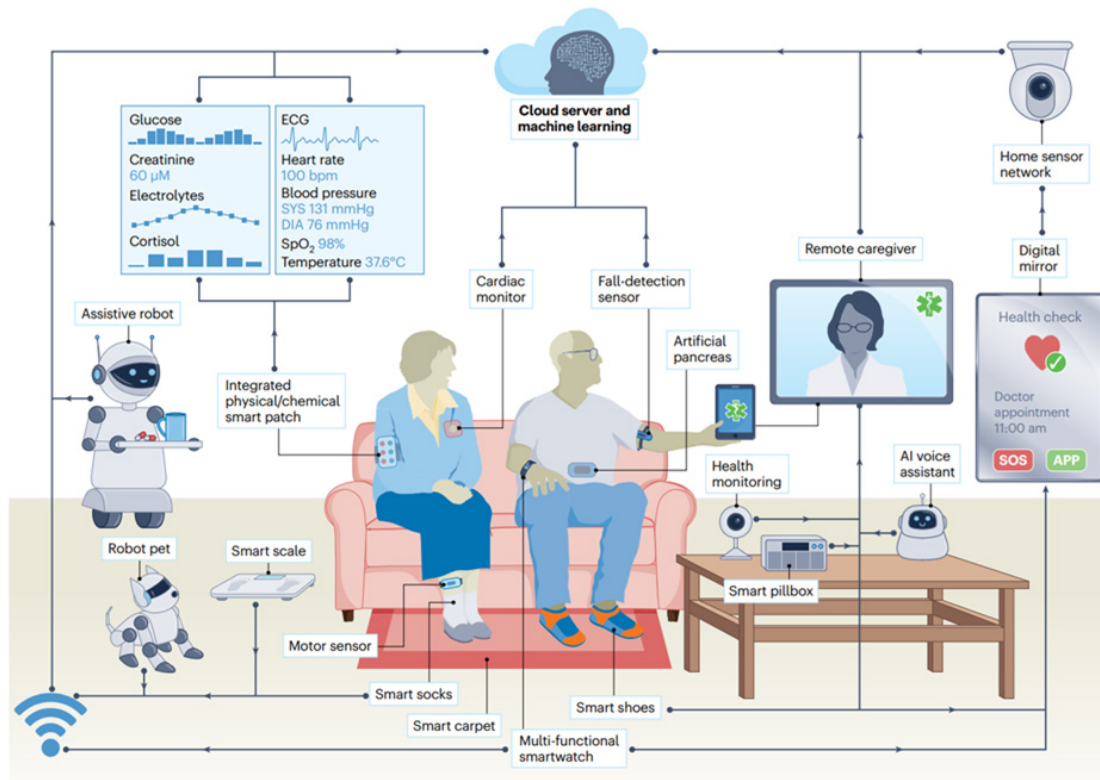 Cloud server and
machine learning
Glucose
Creatinine
60 µM
Electrolytes
Cortisol
ECG
Heart rate
100 bpm
Blood pressure
SYS 131 mmHg
DIA 76 mmHg
SpO₂ 98%
Temperature 37.6°C
Home sensor
network
Remote caregiver
Digital
mirror
Cardiac
monitor
Fall-detection
sensor
Assistive robot
Artificial
pancreas
Integrated
physical/chemical
smart patch
Health check
Doctor
appointment
11:00 am
SOS
APP
Health
monitoring
AI voice
assistant
Robot pet
Smart scale
Smart pillbox
Motor sensor
Smart socks
Smart carpet
Smart shoes
Multi-functional
smartwatch